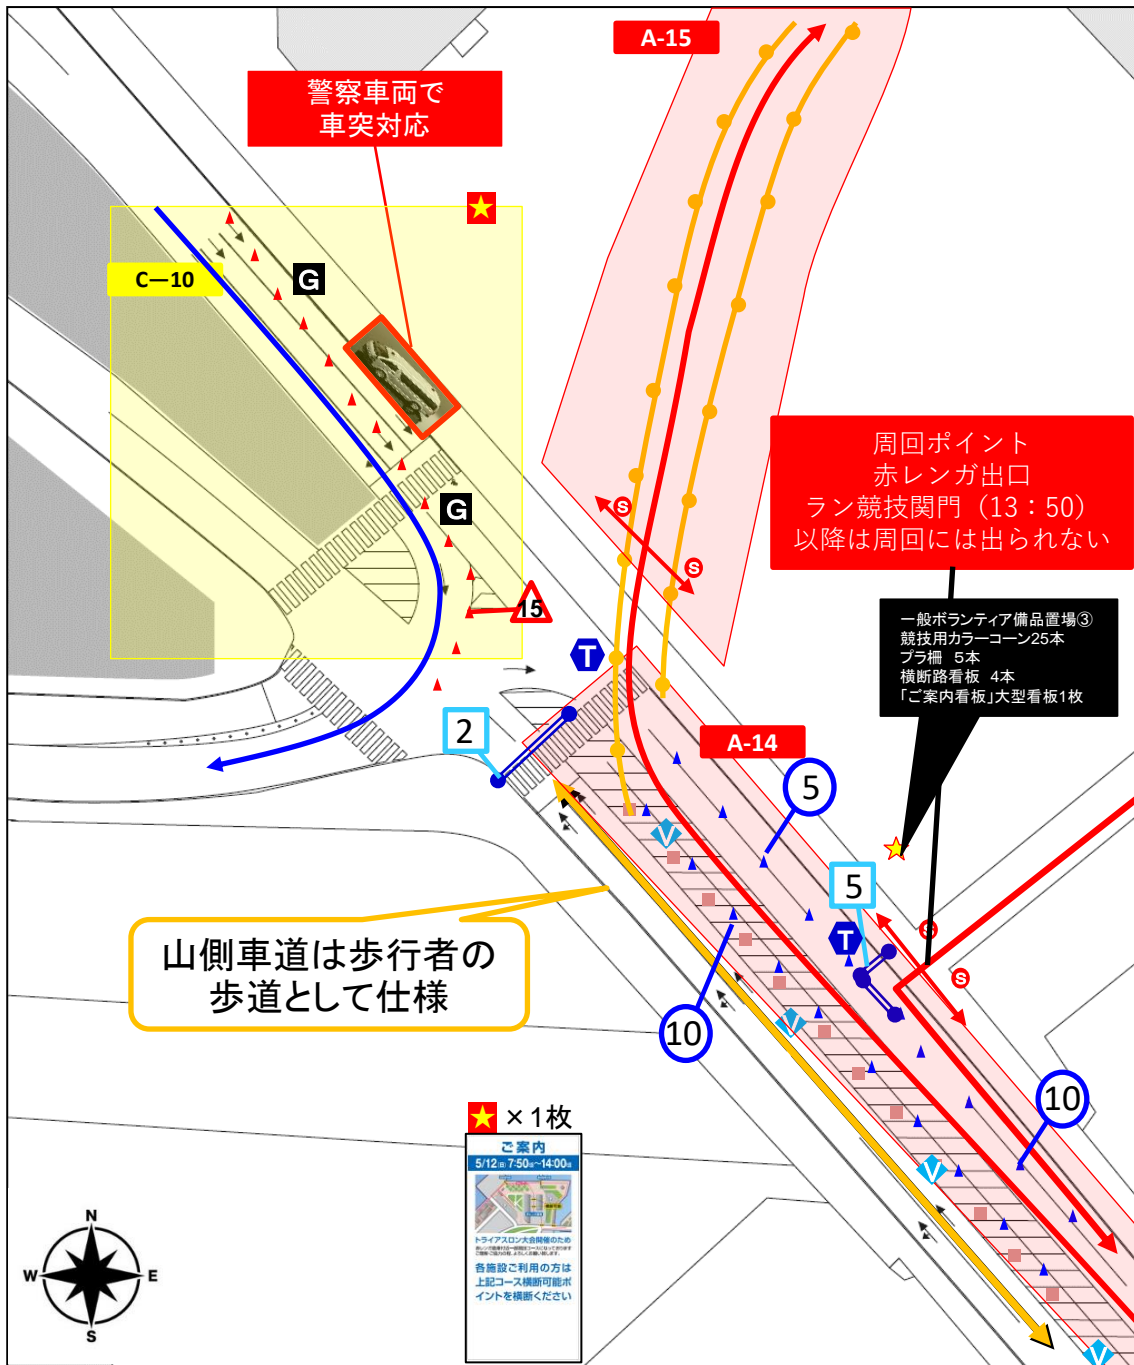 A-15
警察車両で
車突対応
C—10
G
G
S
S
周回ポイント
赤レンガ出口
ラン競技関門（13：50）
以降は周回には出られない
15
一般ボランティア備品置場③
競技用カラーコーン25本
プラ柵　5本
横断路看板　4本
「ご案内看板」大型看板1枚
T
2
A-14
5
V
5
T
S
S
山側車道は歩行者の
歩道として仕様
10
V
10
V
V
×1枚
ご案内
5/12(日) 7:50頃〜14:00頃
トライアスロン大会開催のため
各施設ご利用の方は
上記コース横断可能ポ
イントを横断ください
N
W
E
S